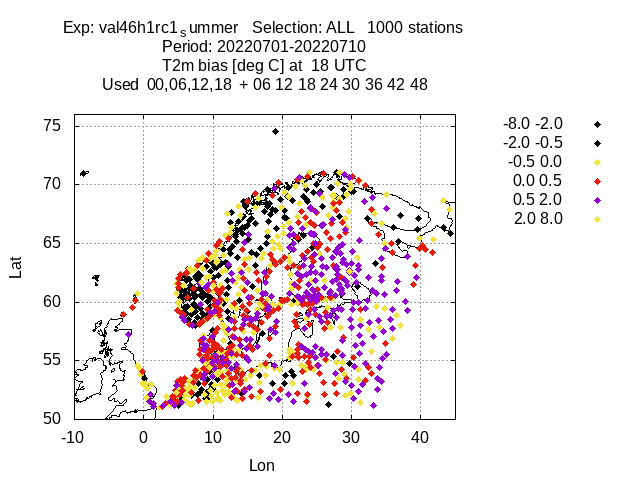 Exp: val46h1rc1summer   Selection: ALL   1000 stations
Period: 20220701-20220710
T2m bias [deg C] at  18 UTC
Used  00,06,12,18  + 06 12 18 24 30 36 42 48
-8.0 -2.0
-2.0 -0.5
-0.5 0.0
0.0 0.5
0.5 2.0
2.0 8.0
75
70
65
60
55
50
Lat
-10 0 10 20 30 40
Lon